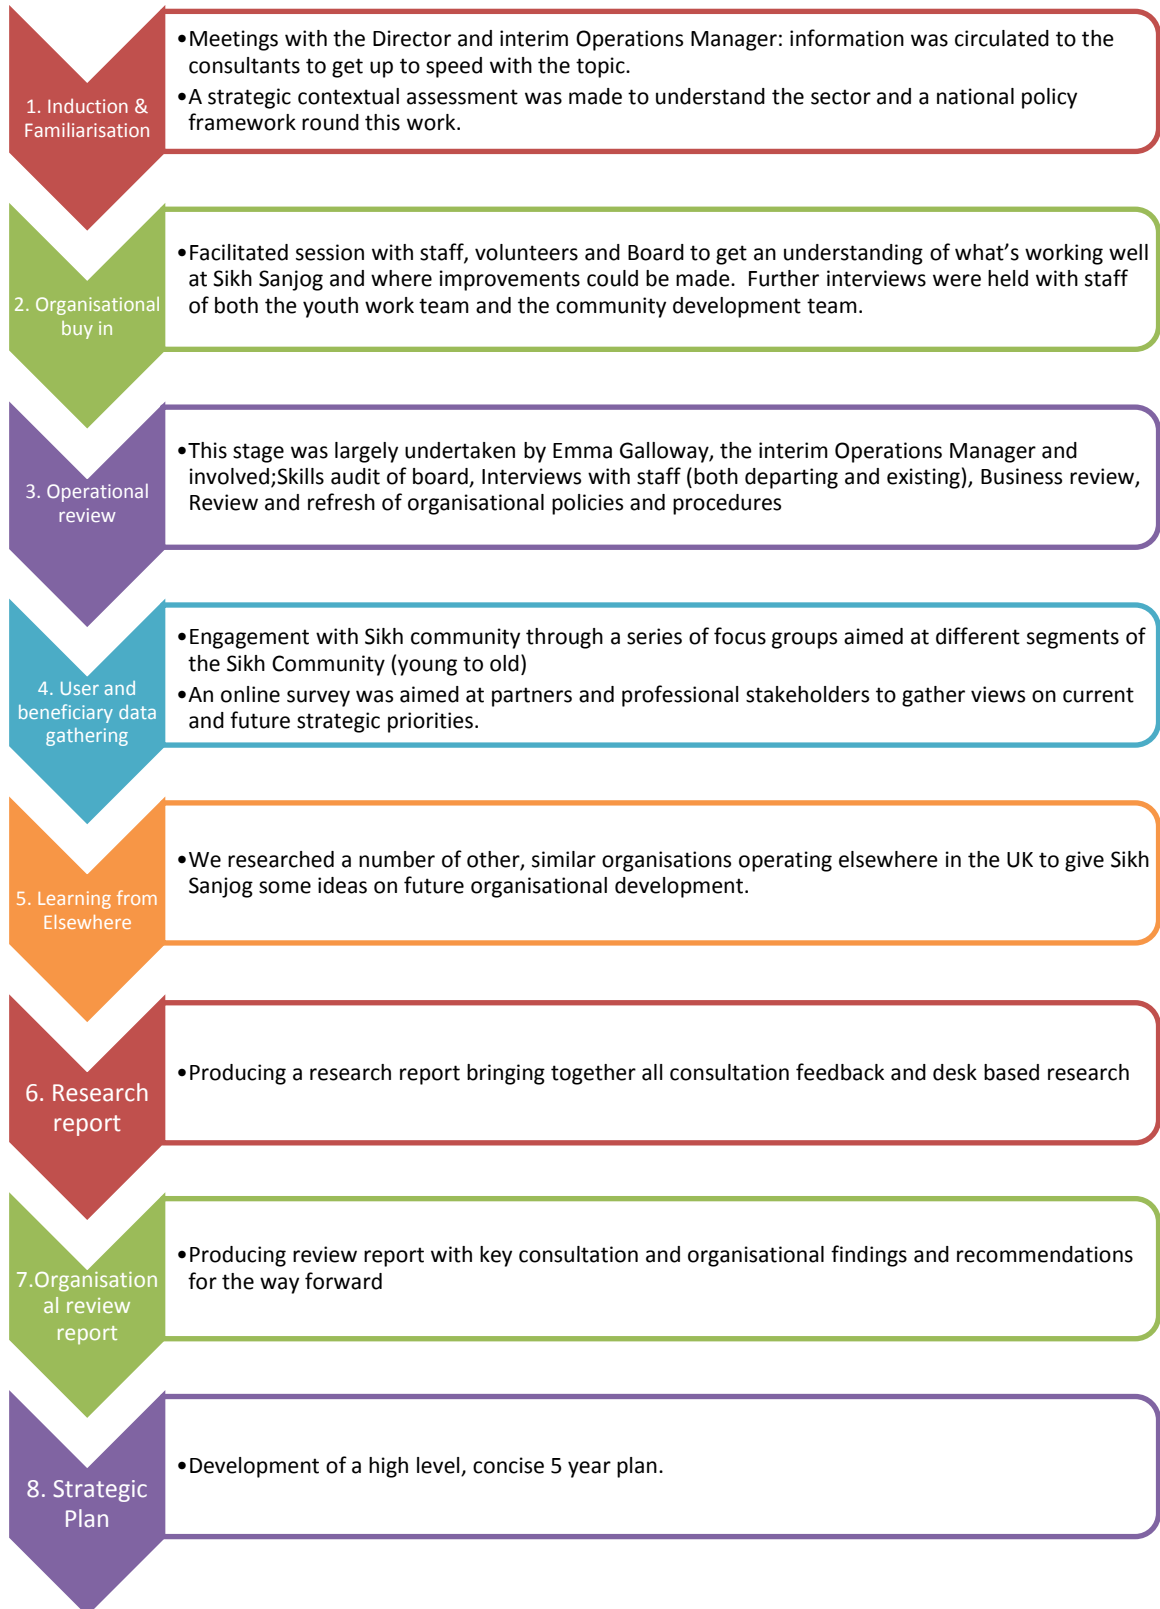 1. Induction &
Familiarisation
•Meetings with the Director and interim Operations Manager: information was circulated to the
consultants to get up to speed with the topic.
•A strategic contextual assessment was made to understand the sector and a national policy
framework round this work.
2. Organisational
buy in
•Facilitated session with staff, volunteers and Board to get an understanding of what's working well
at Sikh Sanjog and where improvements could be made.  Further interviews were held with staff
of both the youth work team and the community development team.
3. Operational
review
•This stage was largely undertaken by Emma Galloway, the interim Operations Manager and
involved;Skills audit of board, Interviews with staff (both departing and existing), Business review,
Review and refresh of organisational policies and procedures
4. User and
beneficiary data
gathering
•Engagement with Sikh community through a series of focus groups aimed at different segments of
the Sikh Community (young to old)
•An online survey was aimed at partners and professional stakeholders to gather views on current
and future strategic priorities.
5. Learning from
Elsewhere
•We researched a number of other, similar organisations operating elsewhere in the UK to give Sikh
Sanjog some ideas on future organisational development.
6. Research
report
•Producing a research report bringing together all consultation feedback and desk based research
7.Organisation
al review
report
•Producing review report with key consultation and organisational findings and recommendations
for the way forward
8. Strategic
Plan
•Development of a high level, concise 5 year plan.